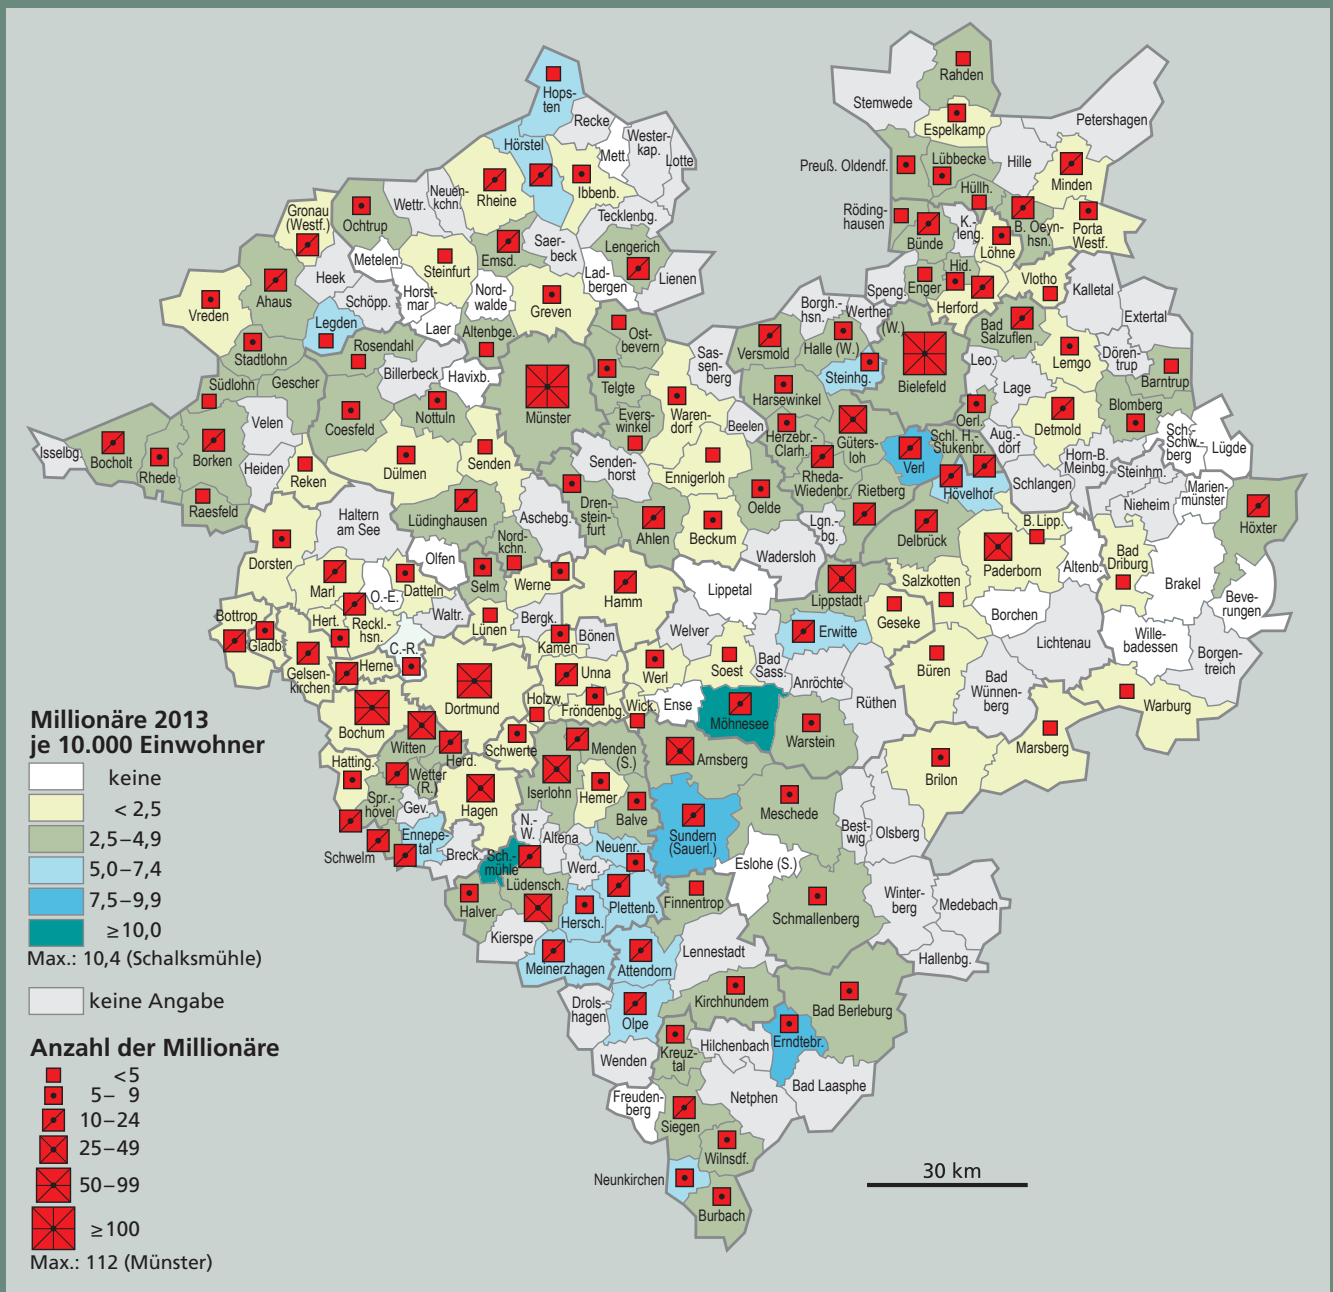 Hops-
ten
Recke
Wester-
kap.
Mett.
Lotte
Hörstel
Ibbenb.
Rheine
Neuen-
kchn.
Wettr.
Tecklenbg.
Gronau
(Westf.)
Ochtrup
Metelen
Steinfurt
Emsd.
Saer-
beck
Lengerich
Lad-
bergen
Lienen
Heek
Ahaus
Vreden
Schöpp.
Horst-
mar
Nord-
walde
Greven
Laer
Altenbge.
Legden
Stadtlohn
Rosendahl
Billerbeck
Havixb.
Ost-
bevern
Telgte
Münster
Südlohn
Gescher
Velen
Coesfeld
Nottuln
Evers-
winkel
Waren-
dorf
Sas-
sen-
berg
Beelen
Isselbg.
Bocholt
Rhede
Borken
Heiden
Reken
Raesfeld
Dülmen
Senden
Senden-
horst
Ennigerloh
Oelde
Dren-
stein-
furt
Ahlen
Beckum
Wadersloh
Haltern
am See
Lüdinghausen
Ascheberg.
Nord-
kchn.
Olfen
Selm
Werne
Hamm
Lippetal
Dorsten
Marl
O.-E.
Datteln
Waltr.
Lünen
Bergk.
Kamen
Bönen
Welver
Bottrop
Gladb.
Hert.
Reckl.-
hsn.
C.-R.
Gelsen-
kirchen
Herne
Dortmund
Unna
Werl
Soest
Bad
Sass.
Holzw.
Fröndenbg.
Wick.
Ense
Möhnesee
Bochum
Witten
Schwerte
Herd.
Hatting.
Wetter
(R.)
Spr.-
hövel
Gev.
Hagen
Iserlohn
Menden
(S.)
Hemer
Balve
Arnsberg
Warstein
Schwelm
Ennepe-
tal
Breck.
Sch.-
mühle
N.-
W.
Altena
Neuenr.
Werd.
Sundern
(Sauerl.)
Meschede
Eslohe (S.)
Best-
wig
Olsberg
Brilon
Marsberg
Halver
Lüdensch.
Hersch.
Plettenb.
Finnentrop
Schmallenberg
Winter-
berg
Medebach
Hallenbg.
Kierspe
Meinerzhagen
Attendorn
Lennestadt
Kirchhundem
Bad Berleburg
Drols-
hagen
Olpe
Wenden
Kreuz-
tal
Hilchenbach
Erndtebr.
Bad Laasphe
Netphen
Freuden-
berg
Siegen
Wilnsdf.
Neunkirchen
Burbach
Stemwede
Rahden
Espelkamp
Petershagen
Preuß. Oldendf.
Lübbecke
Hille
Minden
Hüllh.
Röding-
hausen
Bünde
K.-
leng.
Löhne
B. Oeyn-
hsn.
Porta
Westf.
Speng.
Enger
Hid.
Herford
Vlotho
Kalletal
Extertal
Borgh.-
hsn.
Werther
(W.)
Versmold
Halle (W.)
Steinhg.
Bielefeld
Bad
Salzuflen
Leo.
Lage
Lemgo
Dören-
trup
Barntrup
Blomberg
Harsewinkel
Herzebr.-
Clarh.
Güters-
loh
Oerl.
Detmold
Aug.-
dorf
Horn-B.
Meinbg.
Sch.-
Schw.-
berg
Lügde
Rheda-
Wiedenbr.
Rietberg
Verl
Schl. H.-
Stukenbr.
Hövelhof
Schlangen
Steinhm.
Nieheim
Marien-
münster
Höxter
Lgn.-
bg.
Delbrück
Paderborn
B.Lipp.
Altenb.
Bad
Driburg
Brakel
Beve-
rungen
Lippstadt
Salzkotten
Geseke
Borchen
Lichtenau
Wille-
badessen
Borgen-
treich
Warburg
Erwitte
Anröchte
Rüthen
Büren
Bad
Wünnen-
berg
Millionäre 2013
je 10.000 Einwohner
keine
< 2,5
2,5–4,9
5,0–7,4
7,5–9,9
≥ 10,0
Max.: 10,4 (Schalksmühle)
keine Angabe
Anzahl der Millionäre
<5
5– 9
10–24
25–49
50–99
≥100
Max.: 112 (Münster)
30 km